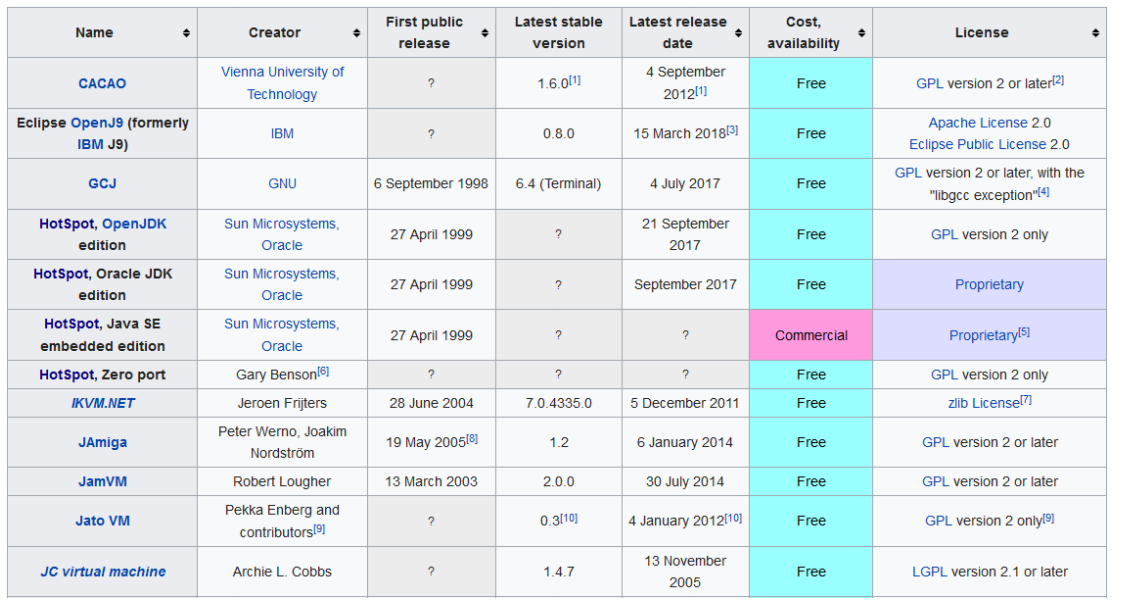 Name Creator First public release Latest stable version Latest release date Cost, availability License
CACAO Vienna University of Technology ? 1.6.0[1] 4 September 2012[1] Free GPL version 2 or later[2]
Eclipse OpenJ9 (formerly IBM J9) IBM ? 0.8.0 15 March 2018[3] Free Apache License 2.0 Eclipse Public License 2.0
GCJ GNU 6 September 1998 6.4 (Terminal) 4 July 2017 Free GPL version 2 or later, with the "libgcc exception"[4]
HotSpot, OpenJDK edition Sun Microsystems, Oracle 27 April 1999 ? 21 September 2017 Free GPL version 2 only
HotSpot, Oracle JDK edition Sun Microsystems, Oracle 27 April 1999 ? September 2017 Free Proprietary
HotSpot, Java SE embedded edition Sun Microsystems, Oracle 27 April 1999 ? ? Commercial Proprietary[5]
HotSpot, Zero port Gary Benson[6] ? ? ? Free GPL version 2 only
IKVM.NET Jeroen Frijters 28 June 2004 7.0.4335.0 5 December 2011 Free zlib License[7]
JAmiga Peter Werno, Joakim Nordström 19 May 2005[8] 1.2 6 January 2014 Free GPL version 2 or later
JamVM Robert Lougher 13 March 2003 2.0.0 30 July 2014 Free GPL version 2 or later
Jato VM Pekka Enberg and contributors[9] ? 0.3[10] 4 January 2012[10] Free GPL version 2 only[9]
JC virtual machine Archie L. Cobbs ? 1.4.7 13 November 2005 Free LGPL version 2.1 or later